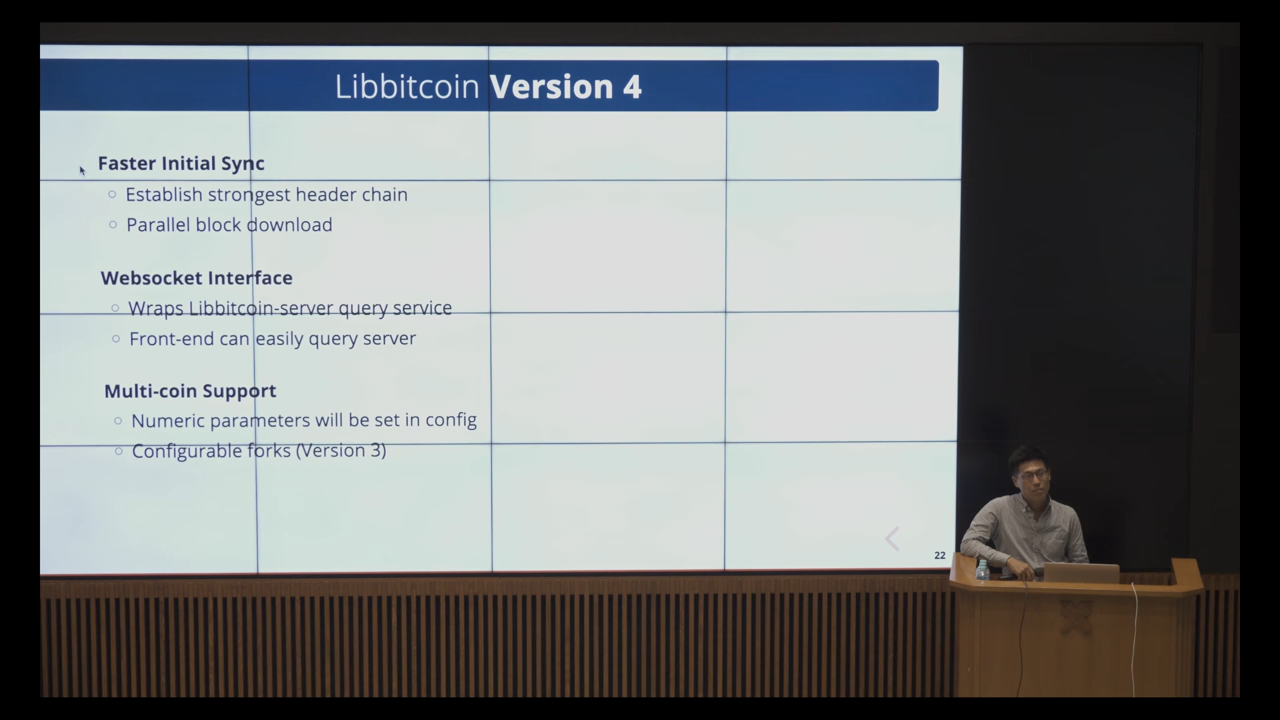 Libbitcoin Version 4
Faster Initial Sync
Establish strongest header chain
Parallel block download
Websocket Interface
Wraps Libbitcoin-server query service
Front-end can easily query server
Multi-coin Support
Numeric parameters will be set in config
Configurable forks (Version 3)
22